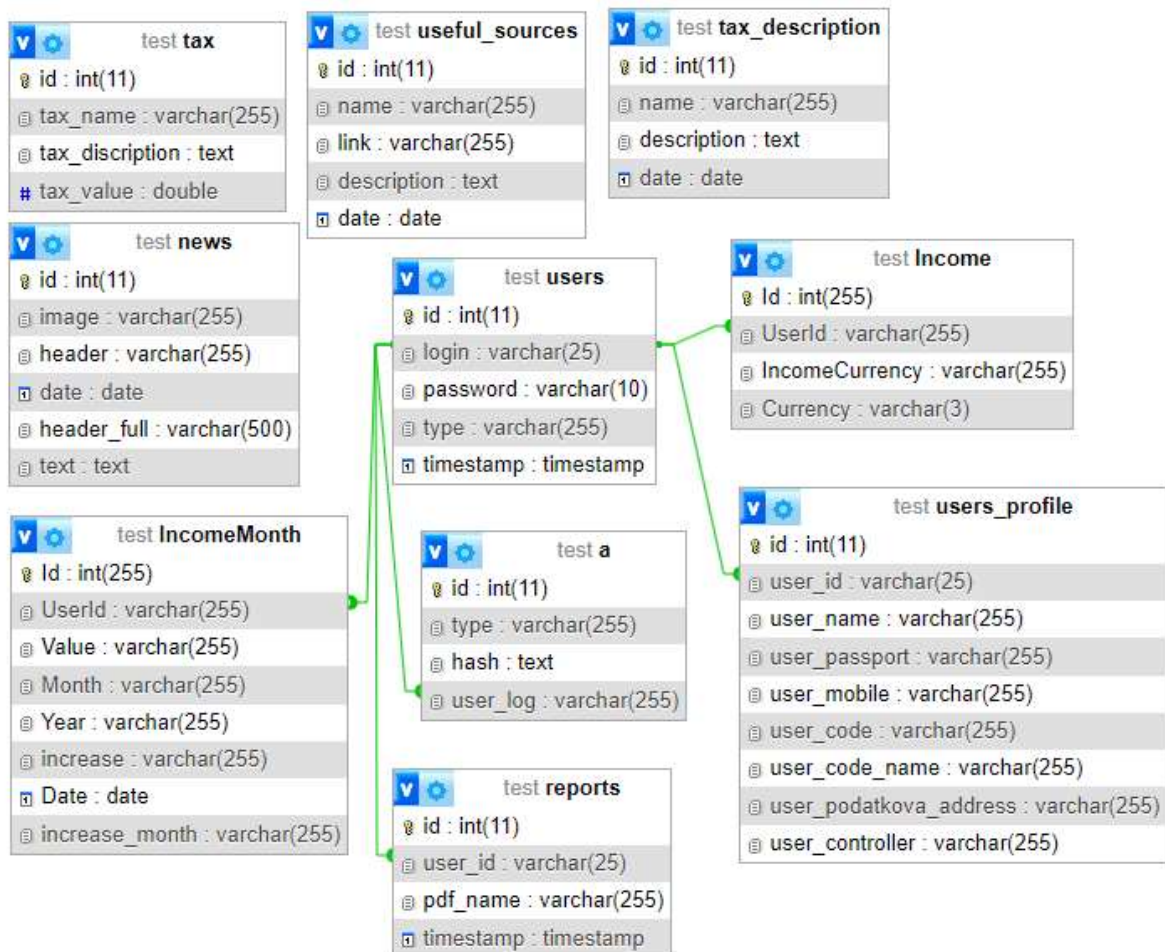 test tax
id : int(11)
tax_name : varchar(255)
tax_discription : text
# tax_value : double
test useful_sources
id : int(11)
name : varchar(255)
link : varchar(255)
description : text
date : date
test tax_description
id : int(11)
name : varchar(255)
description : text
date : date
test news
id : int(11)
image : varchar(255)
header : varchar(255)
date : date
header_full : varchar(500)
text : text
test users
id : int(11)
login : varchar(25)
password : varchar(10)
type : varchar(255)
timestamp : timestamp
test Income
Id : int(255)
UserId : varchar(255)
IncomeCurrency : varchar(255)
Currency : varchar(3)
test IncomeMonth
Id : int(255)
UserId : varchar(255)
Value : varchar(255)
Month : varchar(255)
Year : varchar(255)
increase : varchar(255)
Date : date
increase_month : varchar(255)
test a
id : int(11)
type : varchar(255)
hash : text
user_log : varchar(255)
test users_profile
id : int(11)
user_id : varchar(25)
user_name : varchar(255)
user_passport : varchar(255)
user_mobile : varchar(255)
user_code : varchar(255)
user_code_name : varchar(255)
user_podatkova_address : varchar(255)
user_controller : varchar(255)
test reports
id : int(11)
user_id : varchar(25)
pdf_name : varchar(255)
timestamp : timestamp